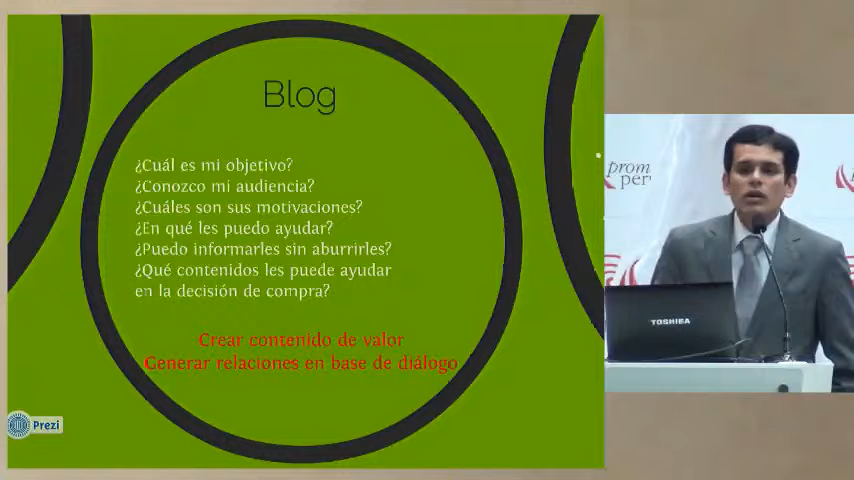 Blog
¿Cuál es mi objetivo?
¿Conozco mi audiencia?
¿Cuáles son sus motivaciones?
¿En qué les puedo ayudar?
¿Puedo informarles sin aburrirles?
¿Qué contenidos les puede ayudar
en la decisión de compra?
Crear contenido de valor
Generar relaciones en base de diálogo
Prezi
prom
per
TOSHIBA